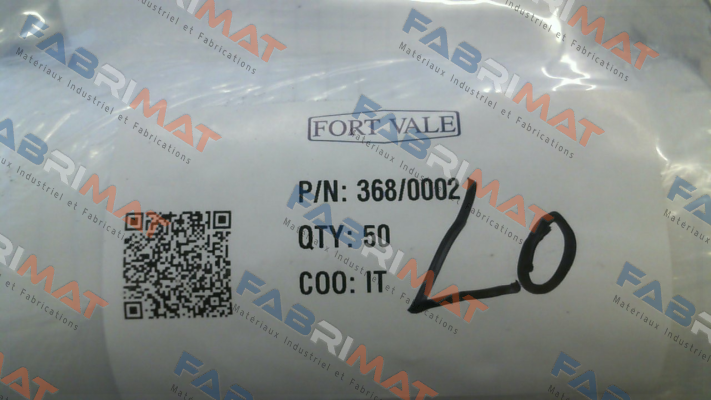 FORT VALE
P/N: 368/0002
QTY: 50
COO: IT
LO
FABRIMAT
Materiaux Industriel et Fabrications